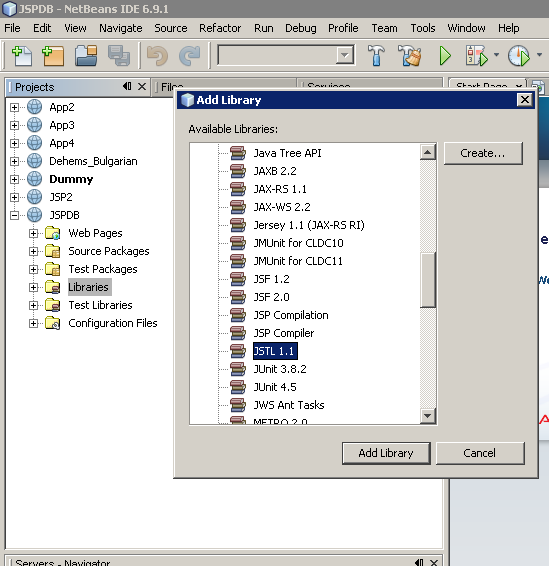 JSPDB - NetBeans IDE 6.9.1
File Edit View Navigate Source Refactor Run Debug Profile Team Tools Window Help
Projects
Files
Services
Start Page
App2
App3
App4
Dehems_Bulgarian
Dummy
JSP2
JSPDB
Web Pages
Source Packages
Test Packages
Libraries
Test Libraries
Configuration Files
Add Library
Available Libraries:
Java Tree API
JAXB 2.2
JAX-RS 1.1
JAX-WS 2.2
Jersey 1.1 (JAX-RS RI)
JMUnit for CLDC10
JMUnit for CLDC11
JSF 1.2
JSF 2.0
JSP Compilation
JSP Compiler
JSTL 1.1
JUnit 3.8.2
JUnit 4.5
JWS Ant Tasks
METRO 2.0
Create...
Add Library
Cancel
Servers - Navigator